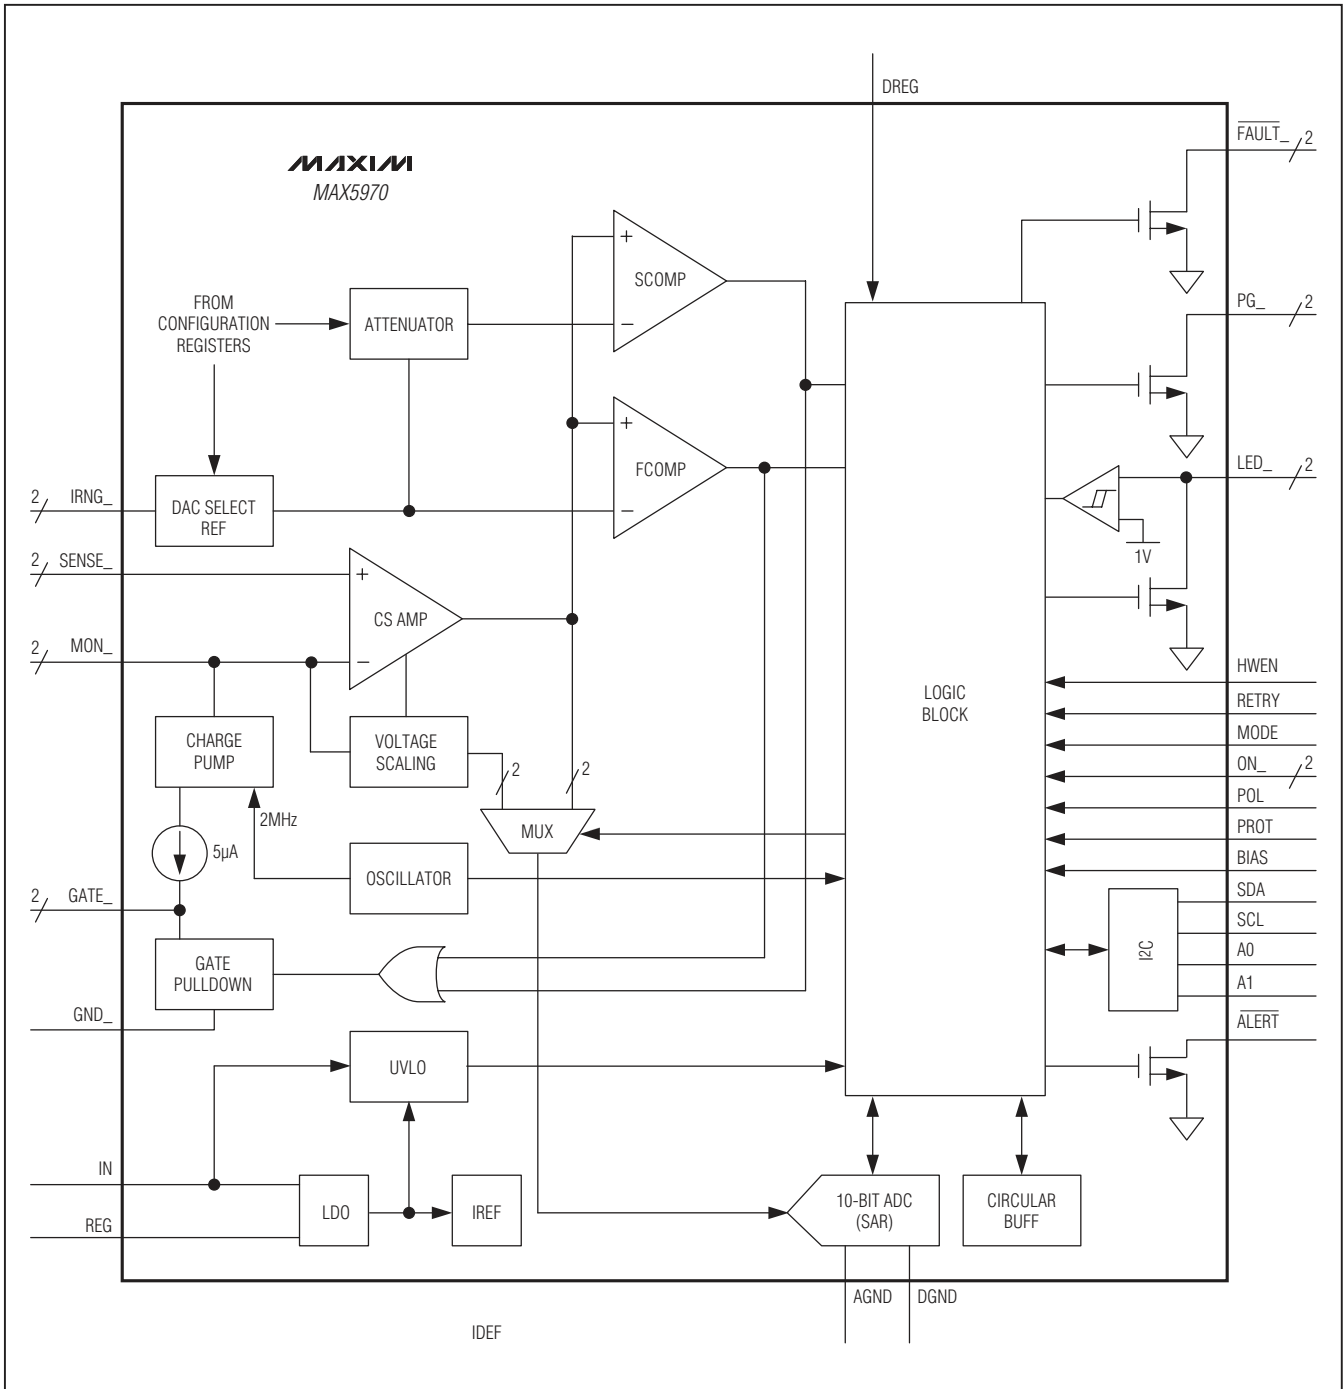 DREG
FAULT_
2
MAXIM
MAX5970
+
SCOMP
−
FROM
CONFIGURATION
REGISTERS
ATTENUATOR
PG_
2
+
FCOMP
−
LED_
2
2
IRNG_
DAC SELECT
REF
1V
2
SENSE_
+
CS AMP
−
2
MON_
HWEN
RETRY
MODE
ON_
2
POL
PROT
BIAS
LOGIC
BLOCK
CHARGE
PUMP
VOLTAGE
SCALING
2
2
2MHz
MUX
5µA
OSCILLATOR
2
GATE_
SDA
SCL
A0
A1
I2C
GATE
PULLDOWN
GND_
ALERT
UVLO
IN
REG
LDO
IREF
10-BIT ADC
(SAR)
CIRCULAR
BUFF
AGND
DGND
IDEF